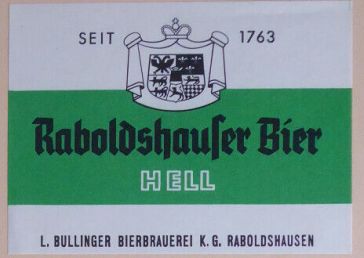 SEIT 1763
Raboldshauſer Bier
HELL
L. BULLINGER BIERBRAUEREI K.G. RABOLDSHAUSEN